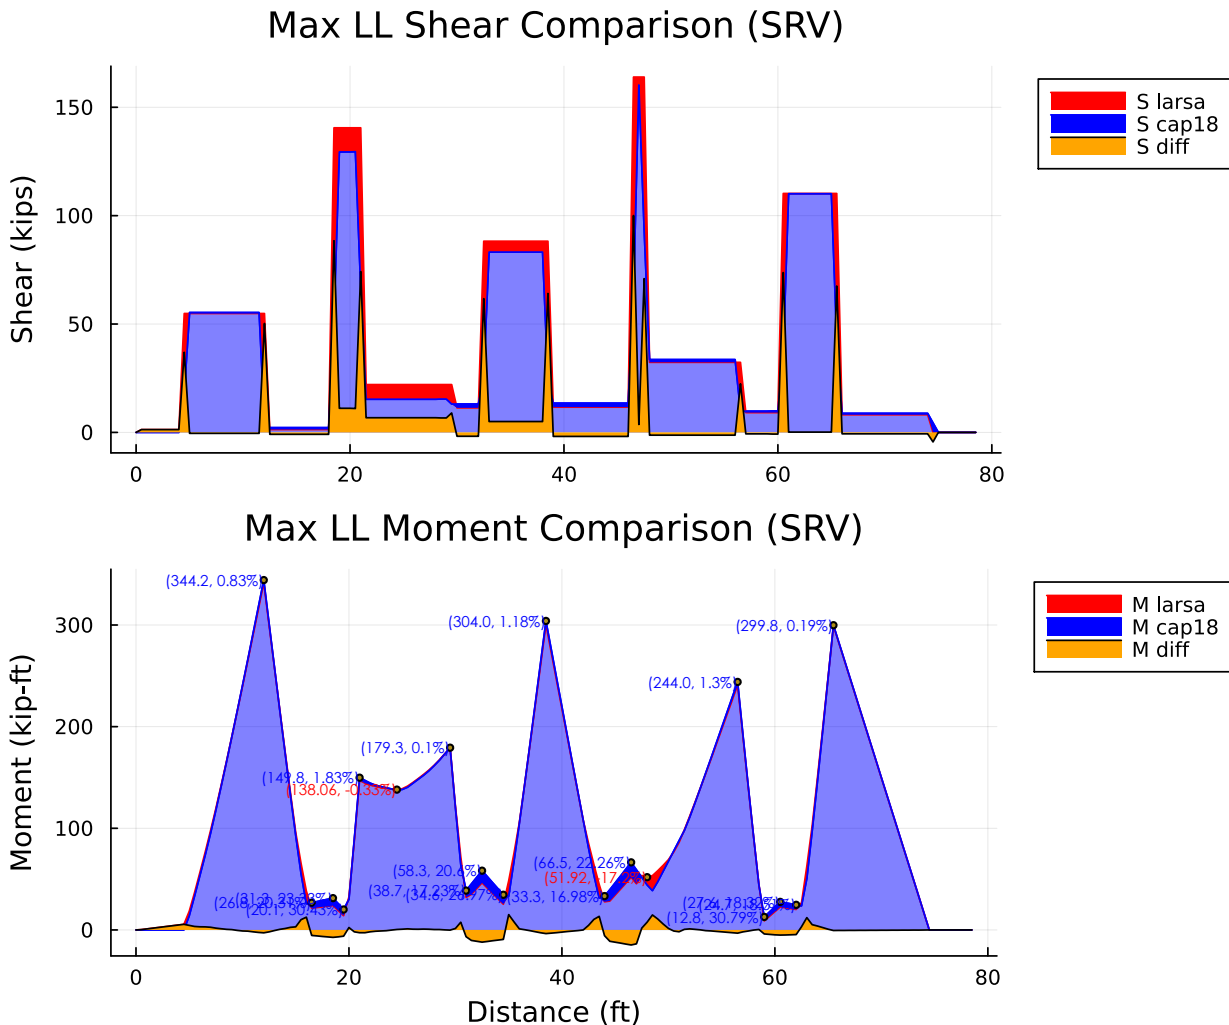 Max LL Shear Comparison (SRV)
Shear (kips)
150
100
50
0
0 20 40 60 80
S larsa
S cap18
S diff
Max LL Moment Comparison (SRV)
Moment (kip-ft)
300
200
100
0
0 20 40 60 80
Distance (ft)
M larsa
M cap18
M diff
(344.2, 0.83%)
(304.0, 1.18%)
(299.8, 0.19%)
(244.0, 1.3%)
(179.3, 0.1%)
(149.8, 1.83%)
(138.06, -0.33%)
(66.5, 22.26%)
(58.3, 20.6%)
(38.7, 17.23%)
(33.3, 16.98%)
(20.1, 30.43%)
(12.8, 30.79%)